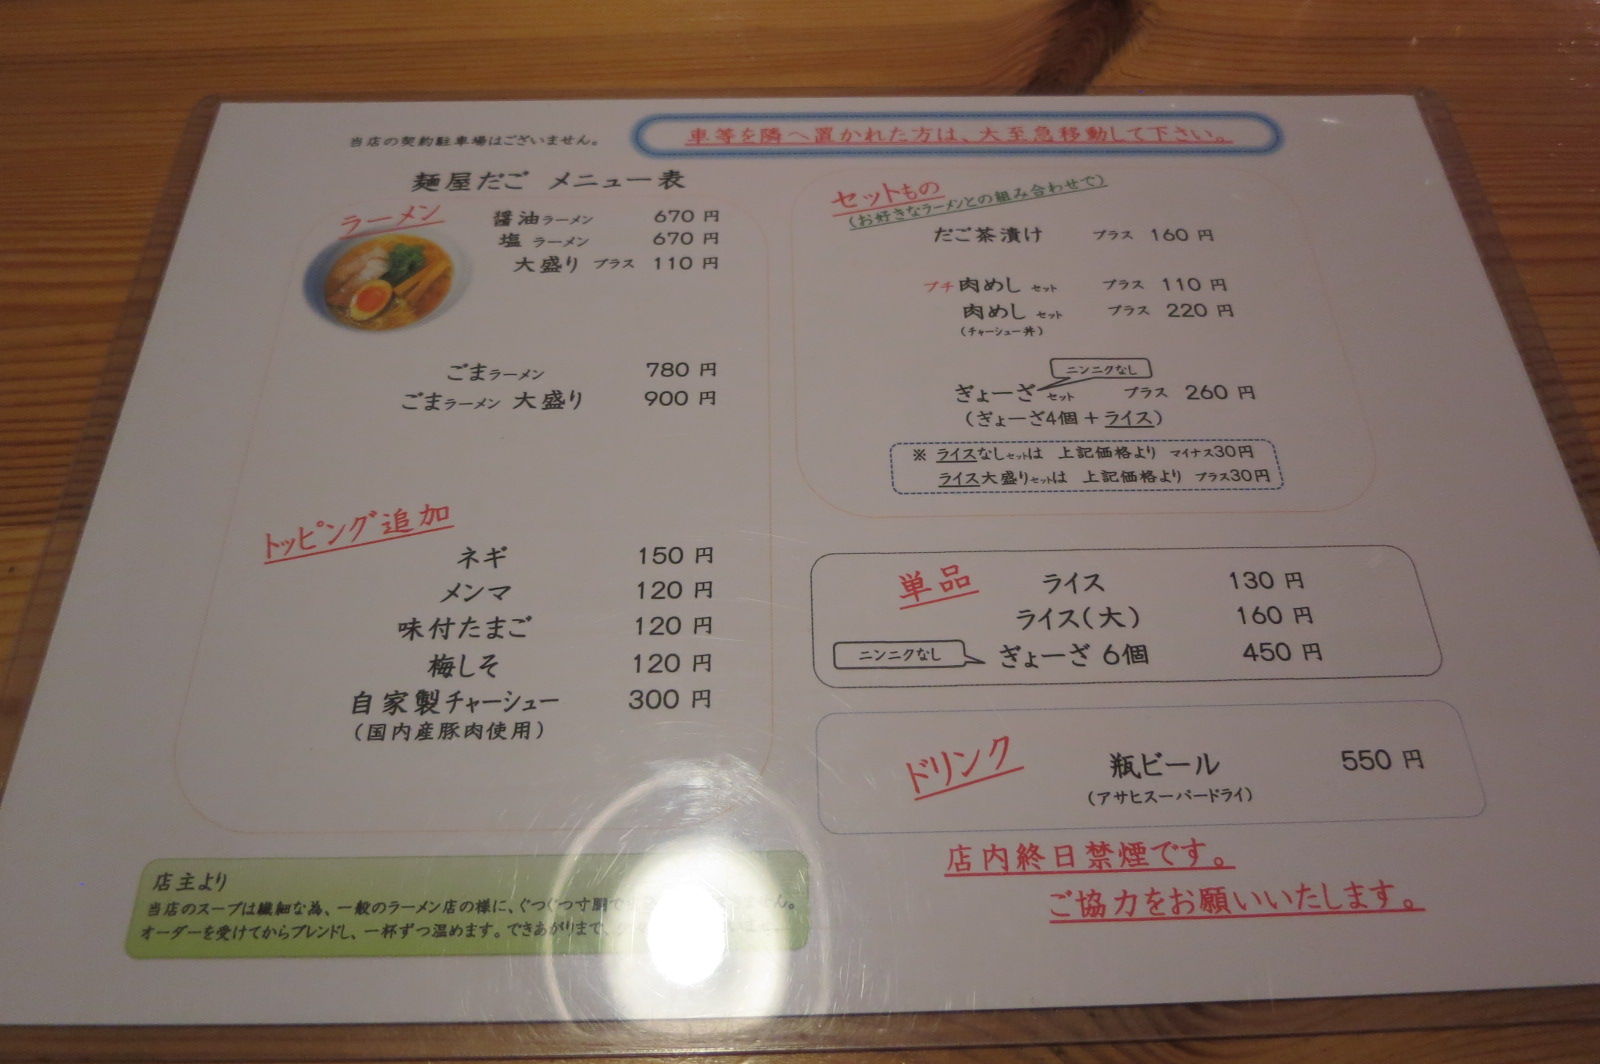 当店の契約駐車場はございません。
車等を隣へ置かれた方は、大至急移動して下さい。
麺屋だご メニュー表
ラーメン
醤油ラーメン 670 円
塩 ラーメン 670 円
大盛り プラス 110 円
ごまラーメン 780 円
ごまラーメン 大盛り 900 円
トッピング追加
ネギ 150 円
メンマ 120 円
味付たまご 120 円
梅しそ 120 円
自家製チャーシュー 300 円
(国内産豚肉使用)
店主より
当店のスープは繊細な為、一般のラーメン店の様に、ぐつぐつ寸胴で
オーダーを受けてからブレンドし、一杯ずつ温めます。できあがりまで、
セットもの
(お好きなラーメンとの組み合わせで)
だご茶漬け プラス 160 円
プチ肉めし セット プラス 110 円
肉めし セット プラス 220 円
(チャーシュー丼)
ニンニクなし
ぎょーざ セット プラス 260 円
(ぎょーざ4個 + ライス)
※ ライスなしセットは 上記価格より マイナス30円
ライス大盛りセットは 上記価格より プラス30円
単品
ライス 130 円
ライス(大) 160 円
ニンニクなし ぎょーざ 6個 450 円
ドリンク
瓶ビール 550 円
(アサヒスーパードライ)
店内終日禁煙です。
ご協力をお願いいたします。